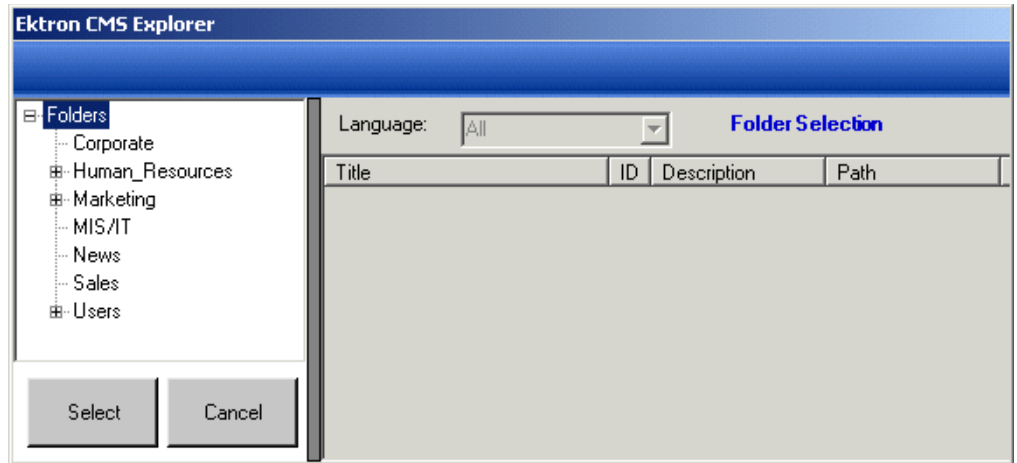 Ektron CMS Explorer
Folders
Corporate
Human_Resources
Marketing
MIS/IT
News
Sales
Users
Select Cancel
Language: All Folder Selection
Title ID Description Path